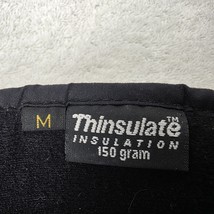 M
Thinsulate™
INSULATION
150 gram